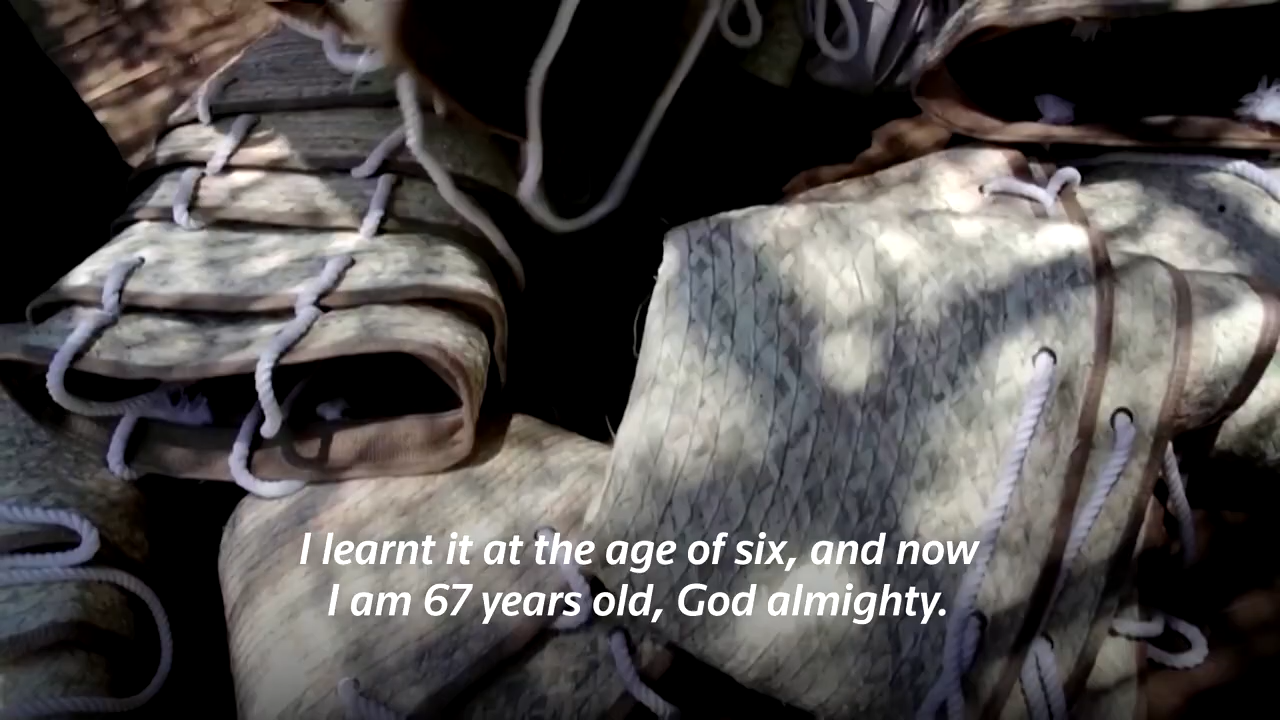 I learnt it at the age of six, and now
I am 67 years old, God almighty.